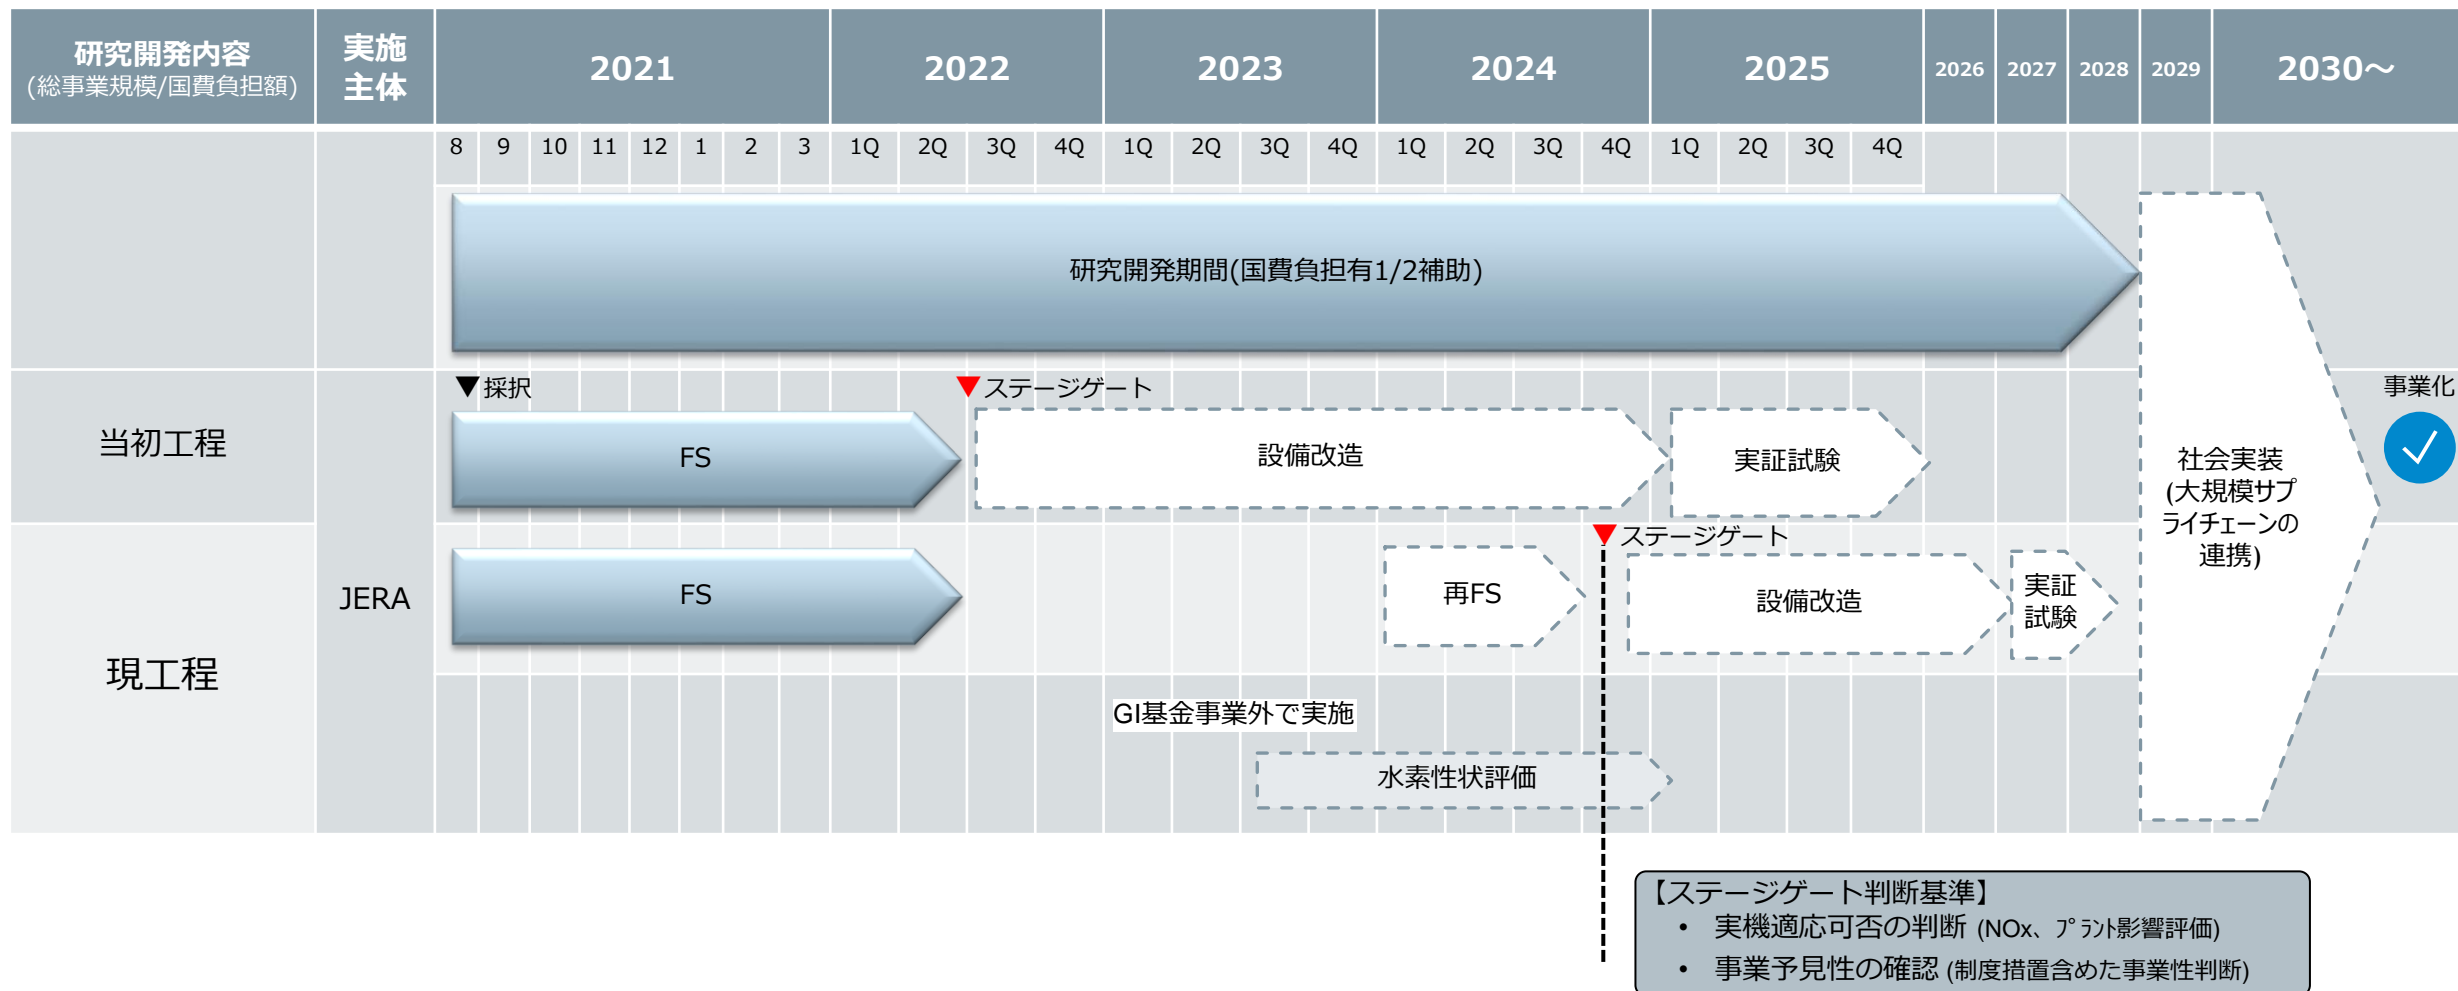 研究開発内容
(総事業規模/国費負担額)
実施
主体
2021
2022
2023
2024
2025
2026
2027
2028
2029
2030～
8 9 10 11 12 1 2 3 1Q 2Q 3Q 4Q 1Q 2Q 3Q 4Q 1Q 2Q 3Q 4Q 1Q 2Q 3Q 4Q
研究開発期間(国費負担有1/2補助)
当初工程
JERA
▼採択
▼ステージゲート
FS
設備改造
実証試験
社会実装
(大規模サプ
ライチェーンの
連携)
事業化
現工程
▼ステージゲート
FS
再FS
設備改造
実証
試験
GI基金事業外で実施
水素性状評価
【ステージゲート判断基準】
• 実機適応可否の判断 (NOx、ﾌﾟﾗﾝﾄ影響評価)
• 事業予見性の確認 (制度措置含めた事業性判断)